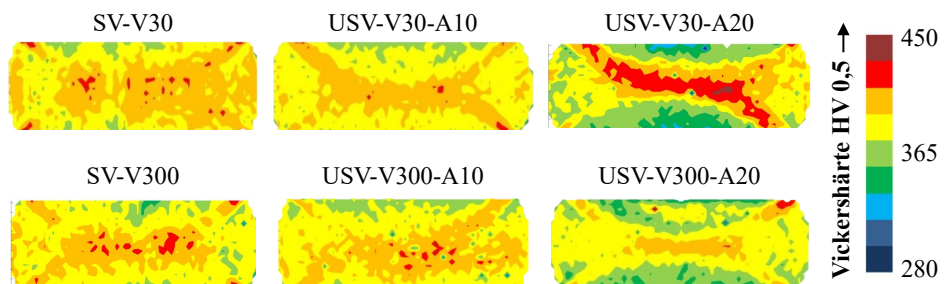 SV-V30
USV-V30-A10
USV-V30-A20
SV-V300
USV-V300-A10
USV-V300-A20
Vickershärte HV 0,5
450
365
280